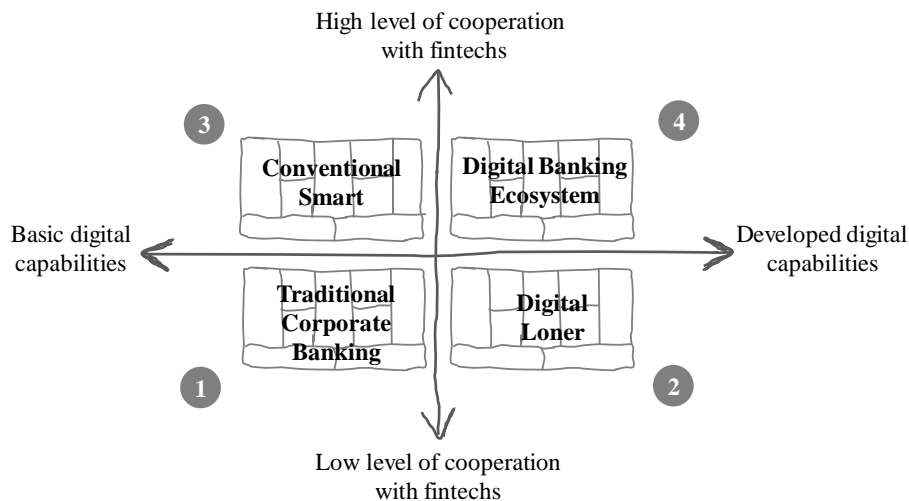 High level of cooperation
with fintechs
3
4
Conventional
Smart
Digital Banking
Ecosystem
Basic digital
capabilities
Developed digital
capabilities
Traditional
Corporate
Banking
Digital
Loner
1
2
Low level of cooperation
with fintechs